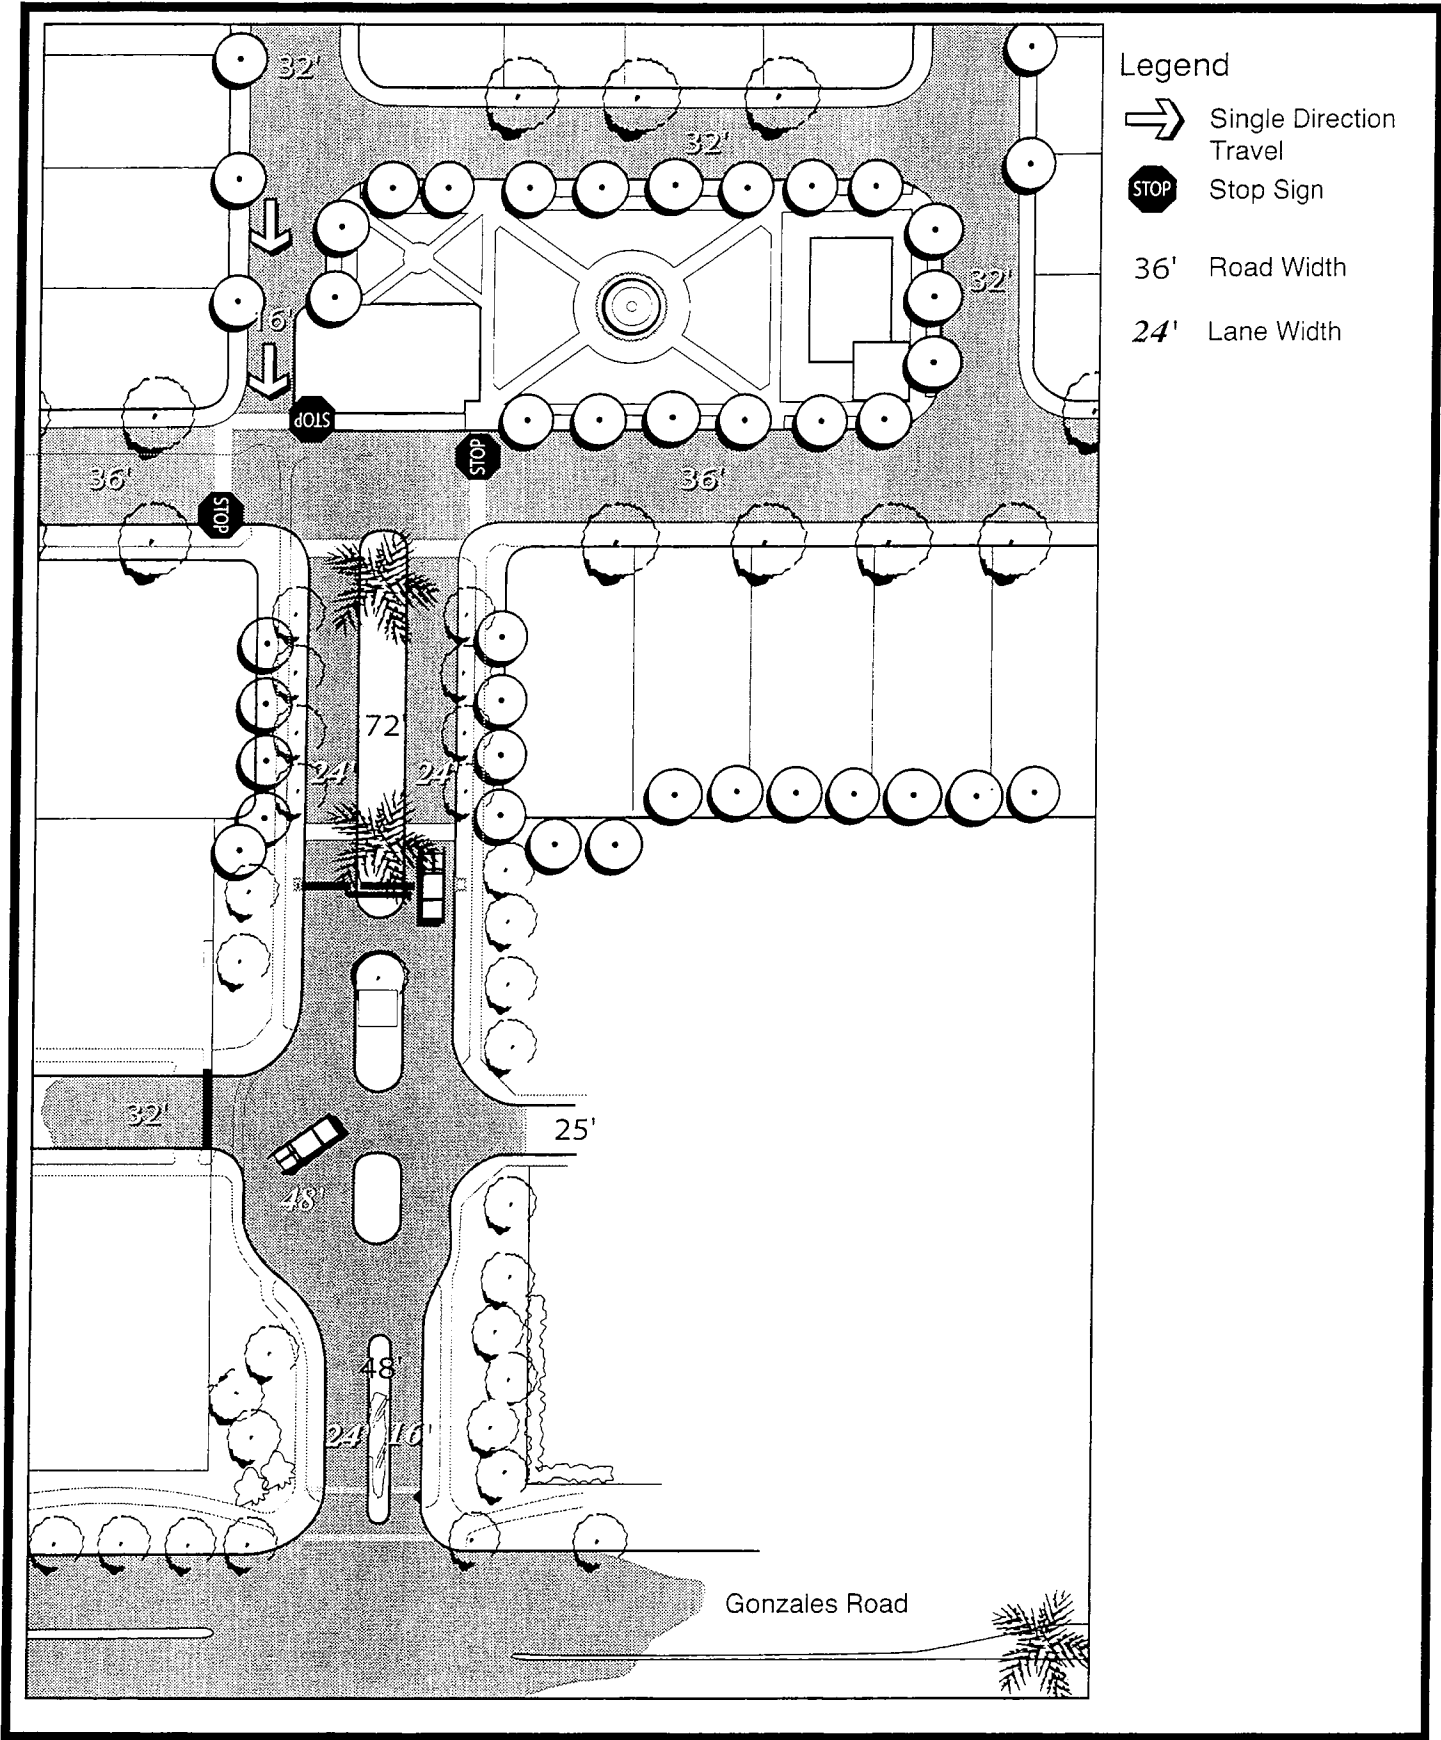 Legend
Single Direction
Travel
STOP
Stop Sign
36' Road Width
24' Lane Width
32'
32'
32'
16'
STOP
STOP
36'
36'
STOP
72'
24' 24'
32'
25'
48'
48'
24' 16'
Gonzales Road